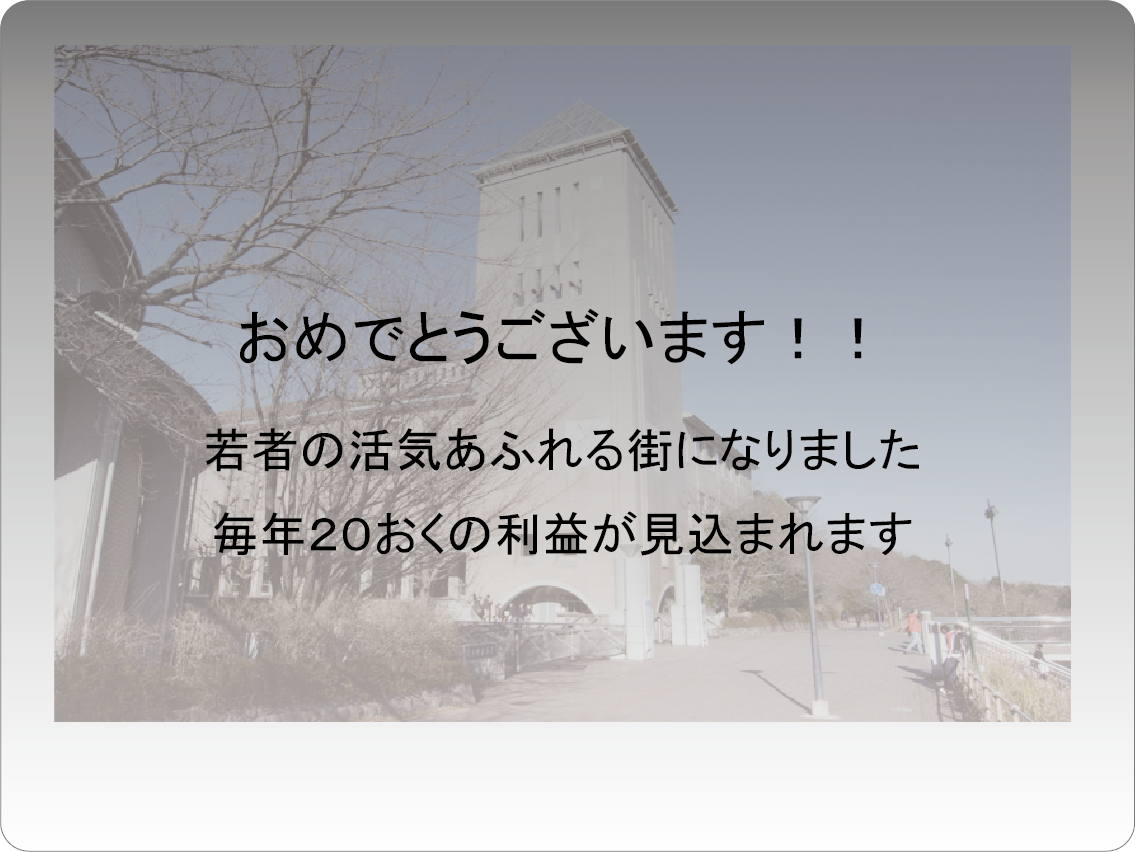 おめでとうございます！！
若者の活気あふれる街になりました
毎年２０おくの利益が見込まれます